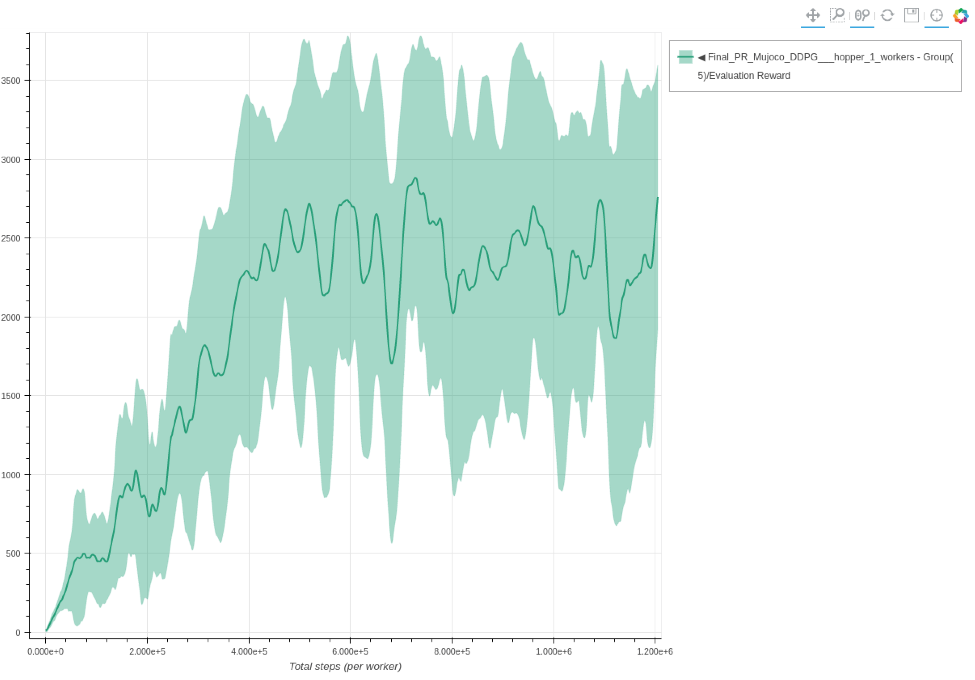 ◀ Final_PR_Mujoco_DDPG___hopper_1_workers - Group(
5)/Evaluation Reward
3500
3000
2500
2000
1500
1000
500
0
0.000e+0 2.000e+5 4.000e+5 6.000e+5 8.000e+5 1.000e+6 1.200e+6
Total steps (per worker)